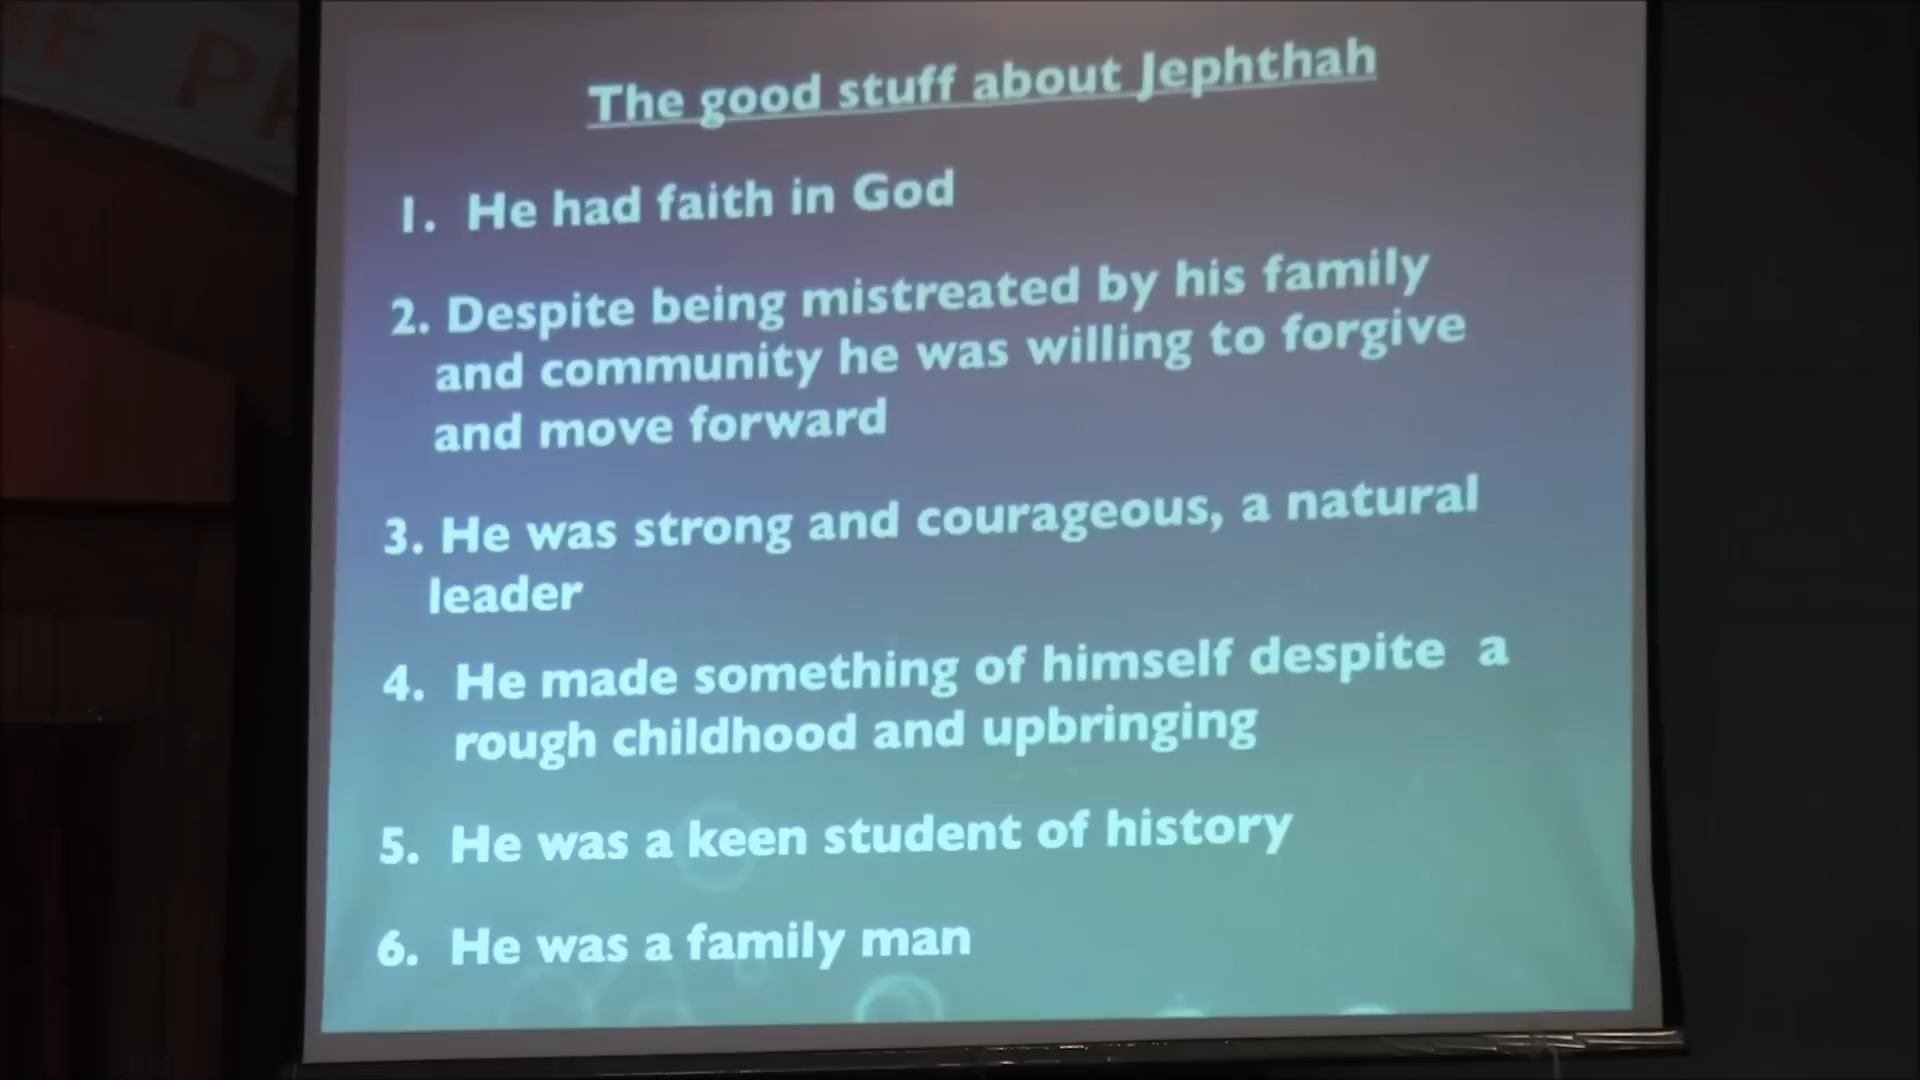 The good stuff about Jephthah
1. He had faith in God
2. Despite being mistreated by his family
and community he was willing to forgive
and move forward
3. He was strong and courageous, a natural
leader
4. He made something of himself despite a
rough childhood and upbringing
5. He was a keen student of history
6. He was a family man